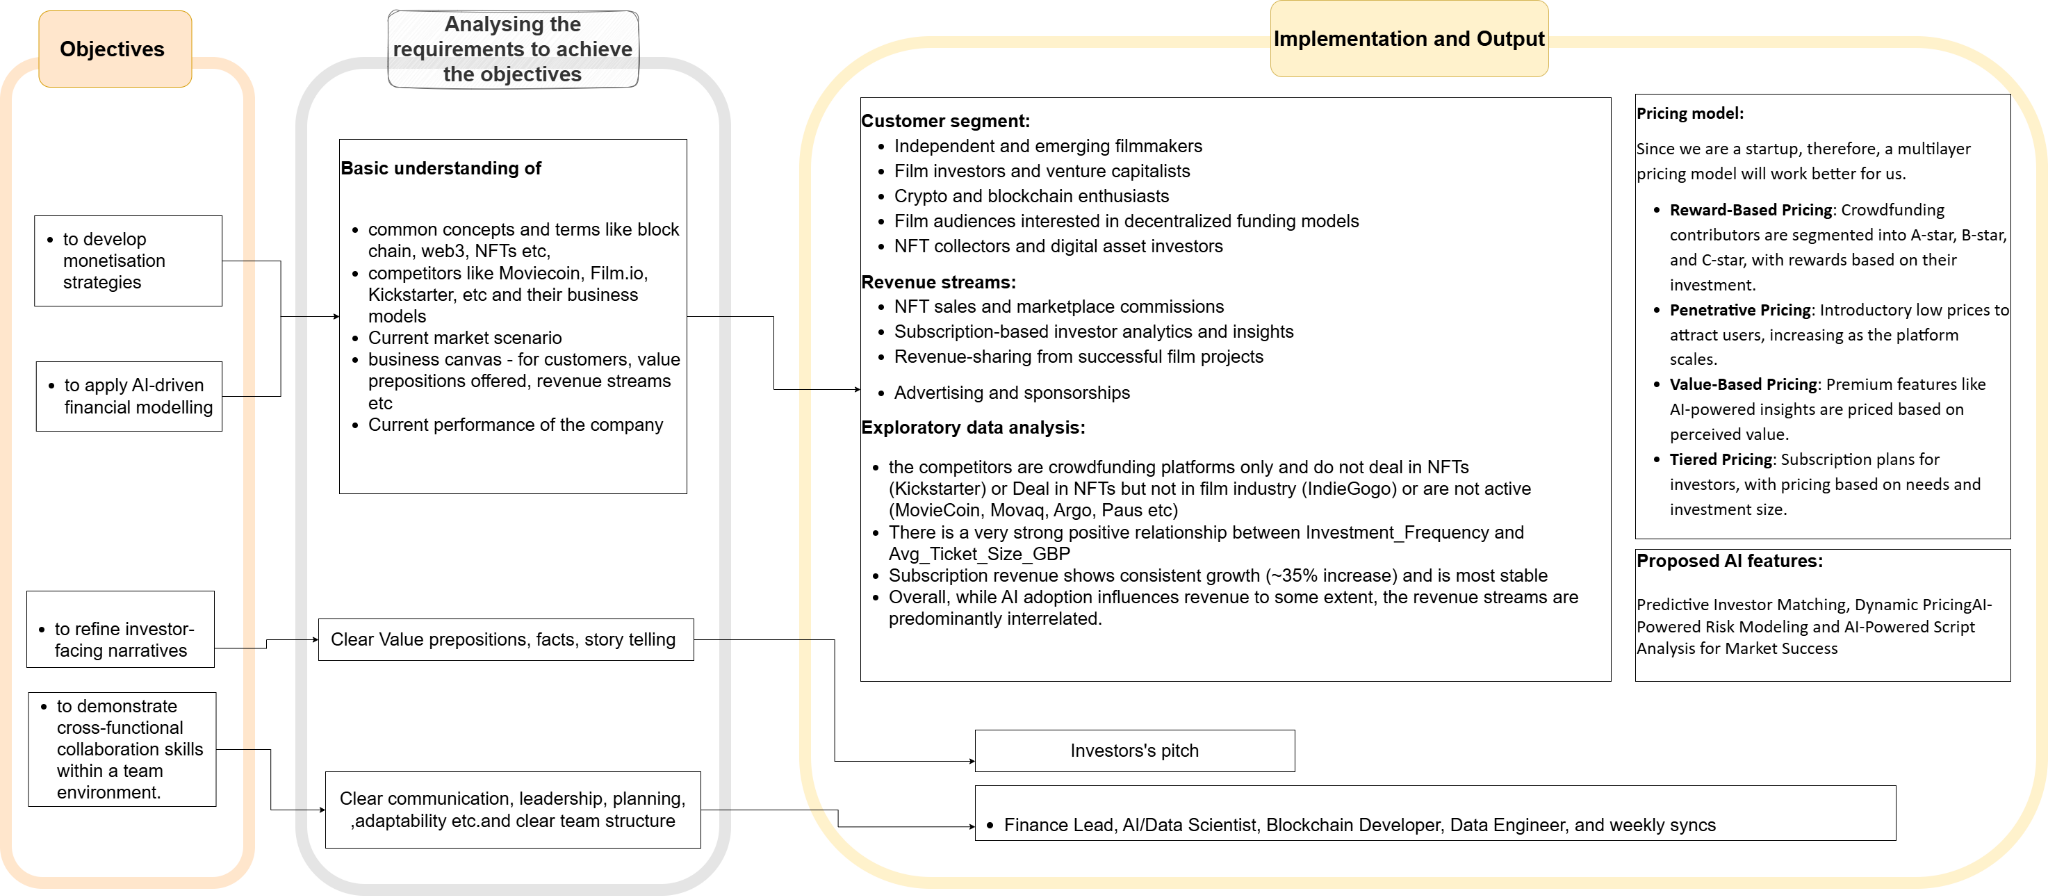 Objectives
to develop
monetisation
strategies
to apply AI-driven
financial modelling
to refine investor-
facing narratives
to demonstrate
cross-functional
collaboration skills
within a team
environment.
Analysing the
requirements to achieve
the objectives
Basic understanding of
common concepts and terms like block
chain, web3, NFTs etc,
competitors like Moviecoin, Film.io,
Kickstarter, etc and their business
models
Current market scenario
business canvas - for customers, value
prepositions offered, revenue streams
etc
Current performance of the company
Clear Value prepositions, facts, story telling
Clear communication, leadership, planning,
,adaptability etc.and clear team structure
Implementation and Output
Customer segment:
Independent and emerging filmmakers
Film investors and venture capitalists
Crypto and blockchain enthusiasts
Film audiences interested in decentralized funding models
NFT collectors and digital asset investors
Revenue streams:
NFT sales and marketplace commissions
Subscription-based investor analytics and insights
Revenue-sharing from successful film projects
Advertising and sponsorships
Exploratory data analysis:
the competitors are crowdfunding platforms only and do not deal in NFTs
(Kickstarter) or Deal in NFTs but not in film industry (IndieGogo) or are not active
(MovieCoin, Movaq, Argo, Paus etc)
There is a very strong positive relationship between Investment_Frequency and
Avg_Ticket_Size_GBP
Subscription revenue shows consistent growth (~35% increase) and is most stable
Overall, while AI adoption influences revenue to some extent, the revenue streams are
predominantly interrelated.
Pricing model:
Since we are a startup, therefore, a multilayer
pricing model will work better for us.
Reward-Based Pricing: Crowdfunding
contributors are segmented into A-star, B-star,
and C-star, with rewards based on their
investment.
Penetrative Pricing: Introductory low prices to
attract users, increasing as the platform
scales.
Value-Based Pricing: Premium features like
AI-powered insights are priced based on
perceived value.
Tiered Pricing: Subscription plans for
investors, with pricing based on needs and
investment size.
Proposed AI features:
Predictive Investor Matching, Dynamic PricingAI-
Powered Risk Modeling and AI-Powered Script
Analysis for Market Success
Investors's pitch
Finance Lead, AI/Data Scientist, Blockchain Developer, Data Engineer, and weekly syncs